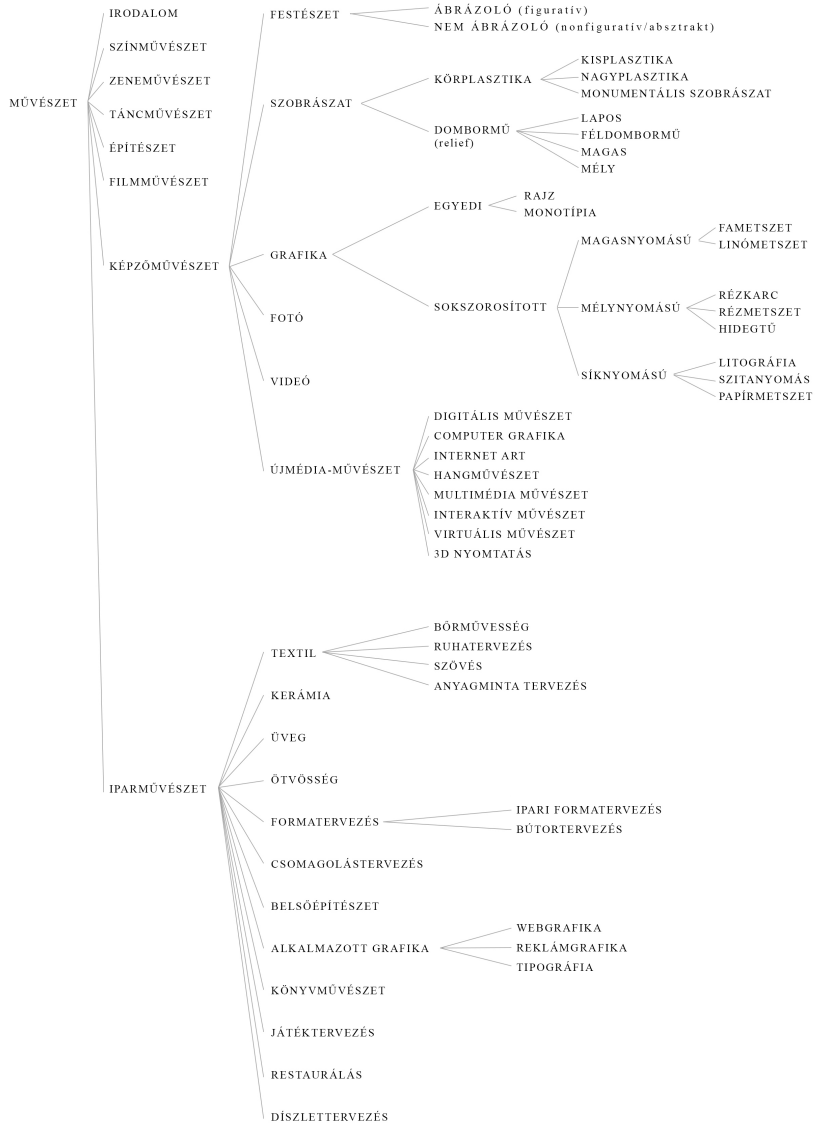 MŰVÉSZET
IRODALOM
SZÍNMŰVÉSZET
ZENEMŰVÉSZET
TÁNCMŰVÉSZET
ÉPÍTÉSZET
FILMMŰVÉSZET
KÉPZŐMŰVÉSZET
FESTÉSZET
ÁBRÁZOLÓ (figuratív)
NEM ÁBRÁZOLÓ (nonfiguratív/absztrakt)
SZOBRÁSZAT
KÖRPLASZTIKA
KISPLASZTIKA
NAGYPLASZTIKA
MONUMENTÁLIS SZOBRÁSZAT
DOMBORMŰ
(relief)
LAPOS
FÉLDOMBORMŰ
MAGAS
MÉLY
GRAFIKA
EGYEDI
RAJZ
MONOTÍPIA
SOKSZOROSÍTOTT
MAGASNYOMÁSÚ
FAMETSZET
LINÓMETSZET
MÉLYNYOMÁSÚ
RÉZKARC
RÉZMETSZET
HIDEGTŰ
SÍKNYOMÁSÚ
LITOGRÁFIA
SZITANYOMÁS
PAPÍRMETSZET
FOTÓ
VIDEÓ
ÚJMÉDIA-MŰVÉSZET
DIGITÁLIS MŰVÉSZET
COMPUTER GRAFIKA
INTERNET ART
HANGMŰVÉSZET
MULTIMÉDIA MŰVÉSZET
INTERAKTÍV MŰVÉSZET
VIRTUÁLIS MŰVÉSZET
3D NYOMTATÁS
IPARMŰVÉSZET
TEXTIL
BŐRMŰVESSÉG
RUHATERVEZÉS
SZÖVÉS
ANYAGMINTA TERVEZÉS
KERÁMIA
ÜVEG
ÖTVÖSSÉG
FORMATERVEZÉS
IPARI FORMATERVEZÉS
BÚTORTERVEZÉS
CSOMAGOLÁSTERVEZÉS
BELSŐÉPÍTÉSZET
ALKALMAZOTT GRAFIKA
WEBGRAFIKA
REKLÁMGRAFIKA
TIPOGRÁFIA
KÖNYVMŰVÉSZET
JÁTÉKTERVEZÉS
RESTAURÁLÁS
DÍSZLETTERVEZÉS